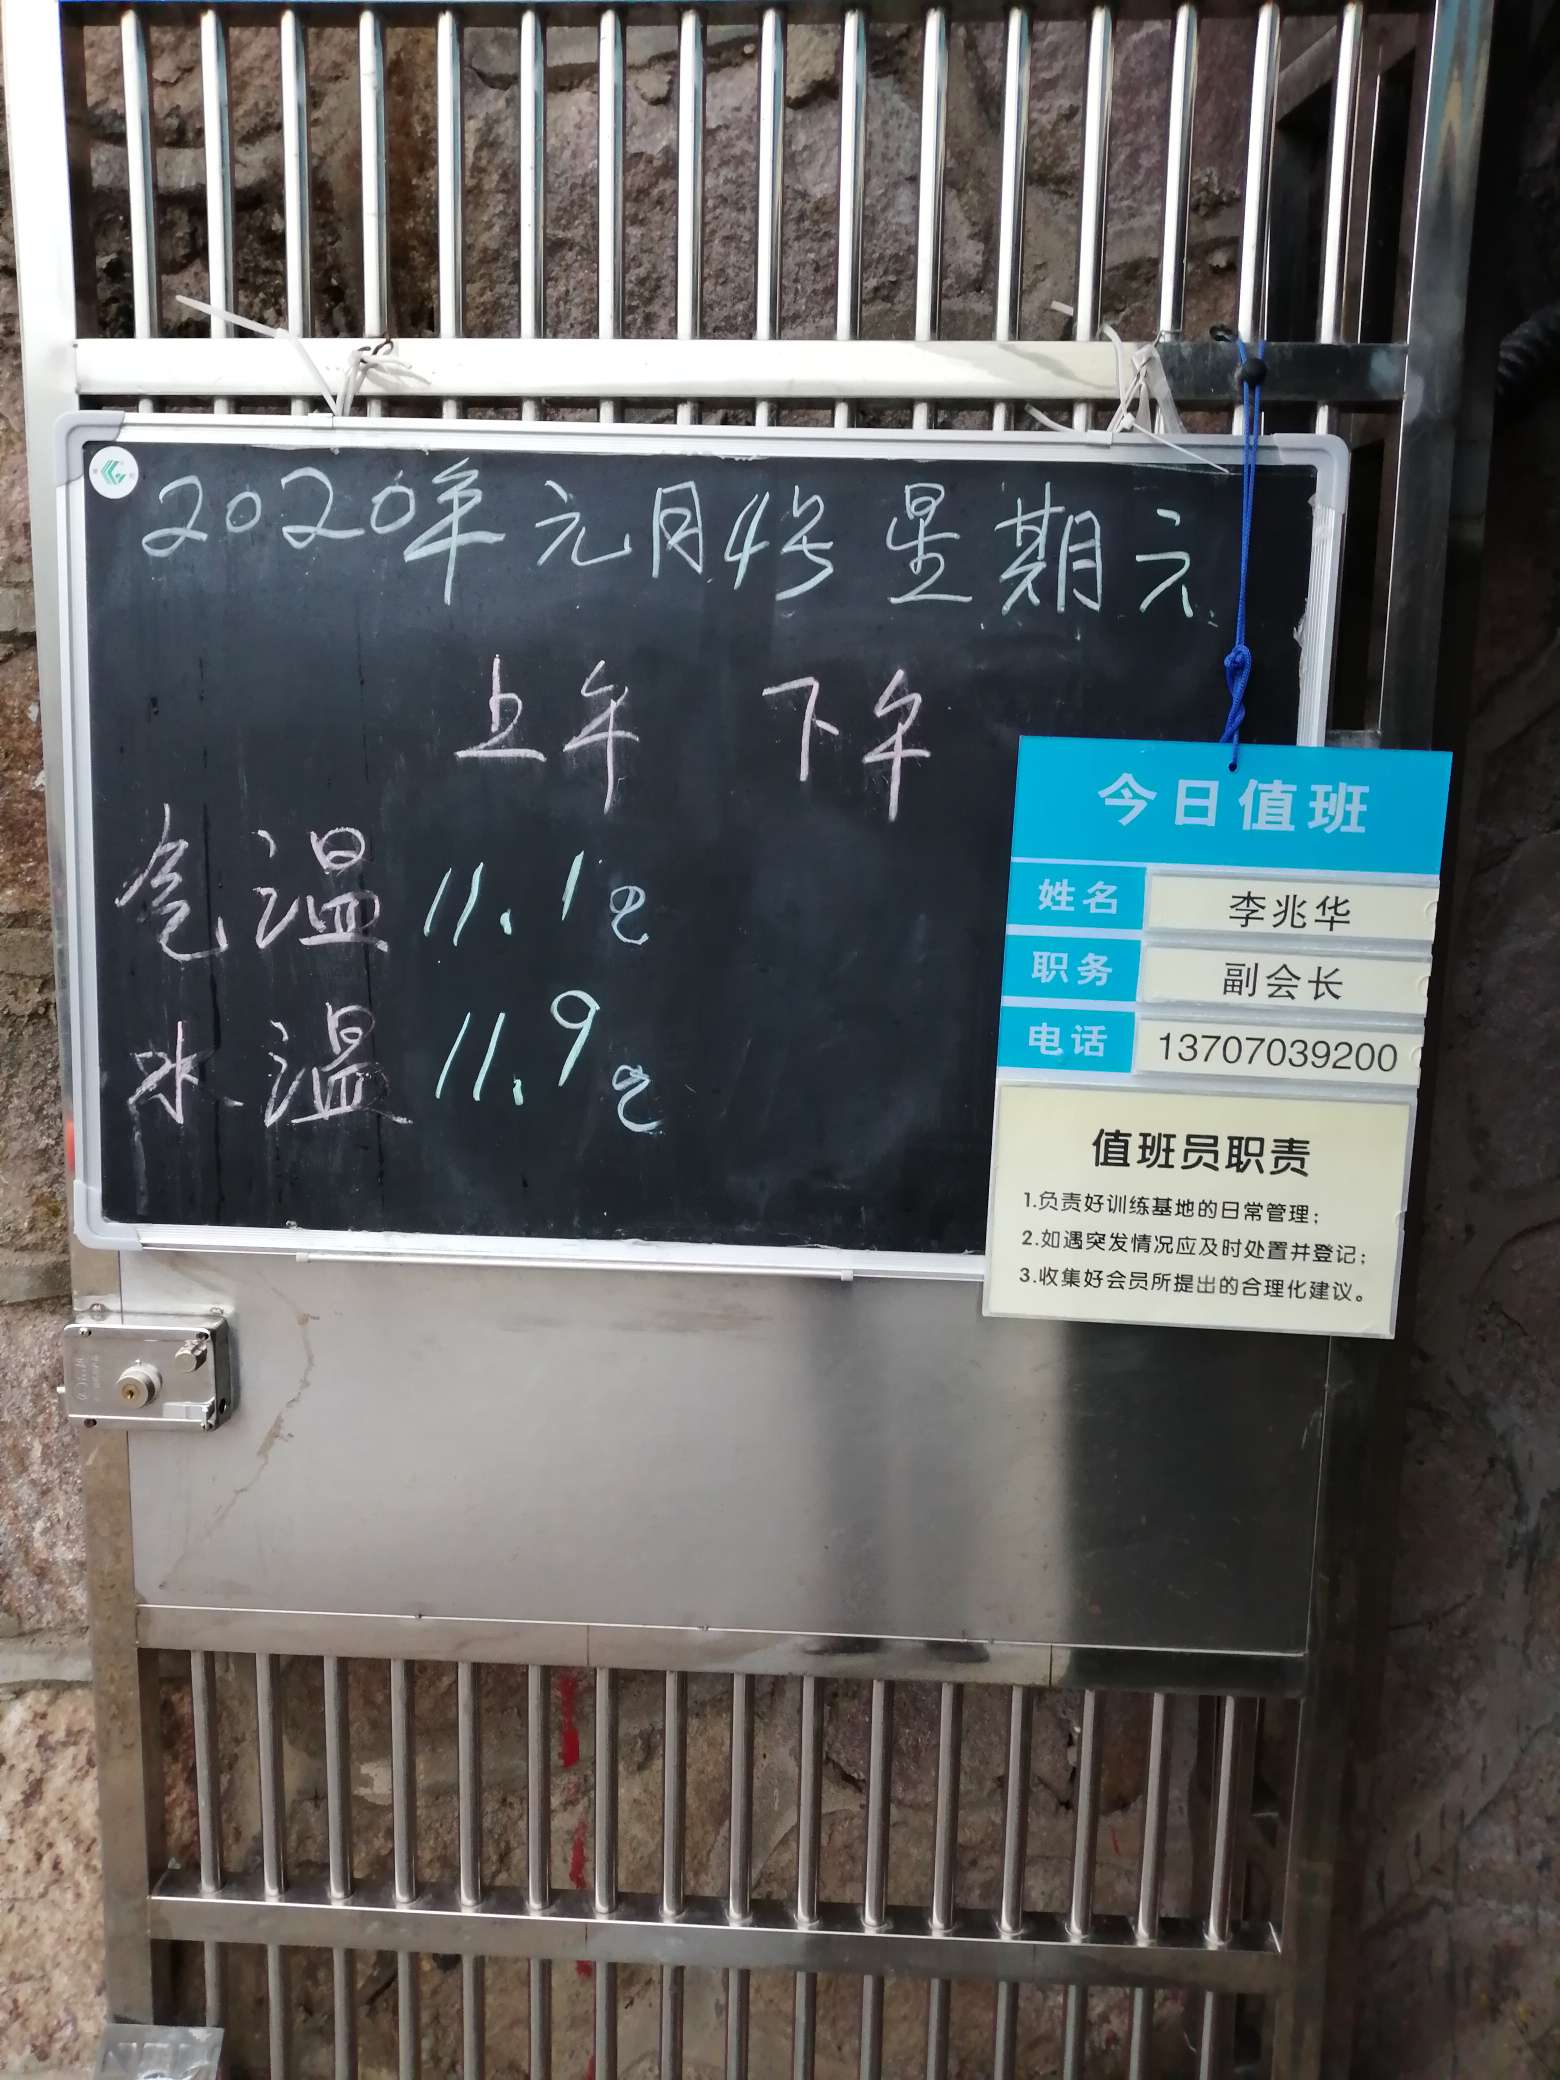 2020年元月4号 星期六
上午 下午
气温 11.1℃
水温 11.9℃
今日值班
姓名 李兆华
职务 副会长
电话 13707039200
值班员职责
1.负责好训练基地的日常管理；
2.如遇突发情况应及时处置并登记；
3.收集好会员所提出的合理化建议。